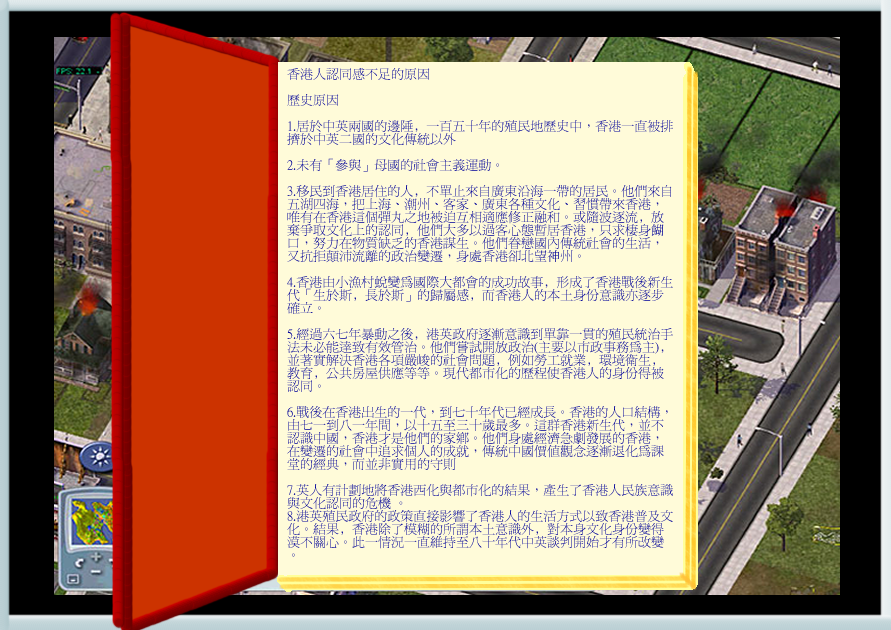 FPS: 22.1
香港人認同感不足的原因
歷史原因
1.居於中英兩國的邊陲, 一百五十年的殖民地歷史中，香港一直被排
擠於中英二國的文化傳統以外
2.未有「參與」母國的社會主義運動。
3.移民到香港居住的人, 不單止來自廣東沿海一帶的居民。他們來自
五湖四海，把上海、潮州、客家、廣東各種文化、習慣帶來香港，
唯有在香港這個彈丸之地被迫互相適應修正融和。或隨波逐流, 放
棄爭取文化上的認同, 他們大多以過客心態暫居香港，只求棲身餬
口，努力在物質缺乏的香港謀生。他們眷戀國內傳統社會的生活，
又抗拒顛沛流離的政治變遷，身處香港卻北望神州。
4.香港由小漁村蛻變爲國際大都會的成功故事, 形成了香港戰後新生
代「生於斯，長於斯」的歸屬感, 而香港人的本土身份意識亦逐步
確立。
5.經過六七年暴動之後, 港英政府逐漸意識到單靠一貫的殖民統治手
法未必能達致有效管治。他們嘗試開放政治(主要以市政事務爲主),
並著實解決香港各項嚴峻的社會問題, 例如勞工就業, 環境衛生,
教育, 公共房屋供應等等。現代都市化的歷程使香港人的身份得被
認同。
6.戰後在香港出生的一代，到七十年代已經成長。香港的人口結構，
由七一到八一年間，以十五至三十歲最多。這群香港新生代，並不
認識中國，香港才是他們的家鄉。他們身處經濟急劇發展的香港，
在變遷的社會中追求個人的成就，傳統中國價值觀念逐漸退化爲課
堂的經典，而並非實用的守則
7.英人有計劃地將香港西化與都市化的結果，產生了香港人民族意識
與文化認同的危機 。
8.港英殖民政府的政策直接影響了香港人的生活方式以致香港普及文
化。結果, 香港除了模糊的所謂本土意識外, 對本身文化身份變得
漠不關心。此一情況一直維持至八十年代中英談判開始才有所改變
。